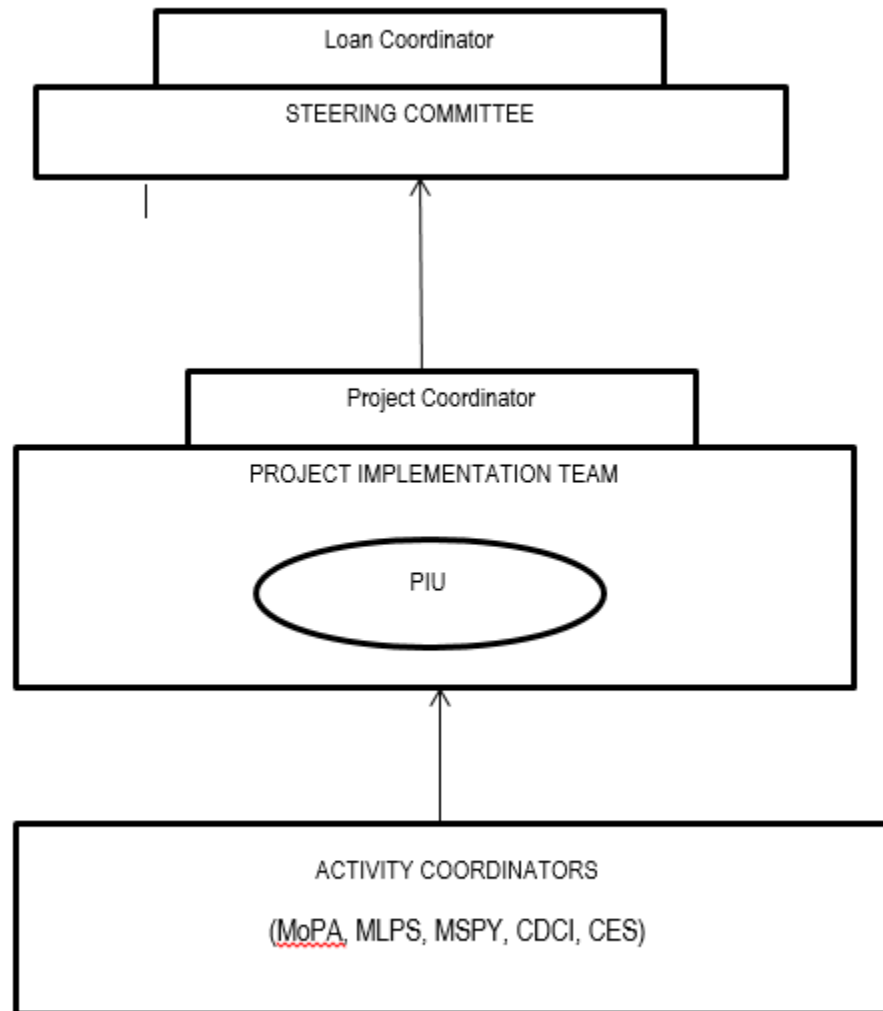 Loan Coordinator
STEERING COMMITTEE
Project Coordinator
PROJECT IMPLEMENTATION TEAM
PIU
ACTIVITY COORDINATORS
(MoPA, MLPS, MSPY, CDCI, CES)